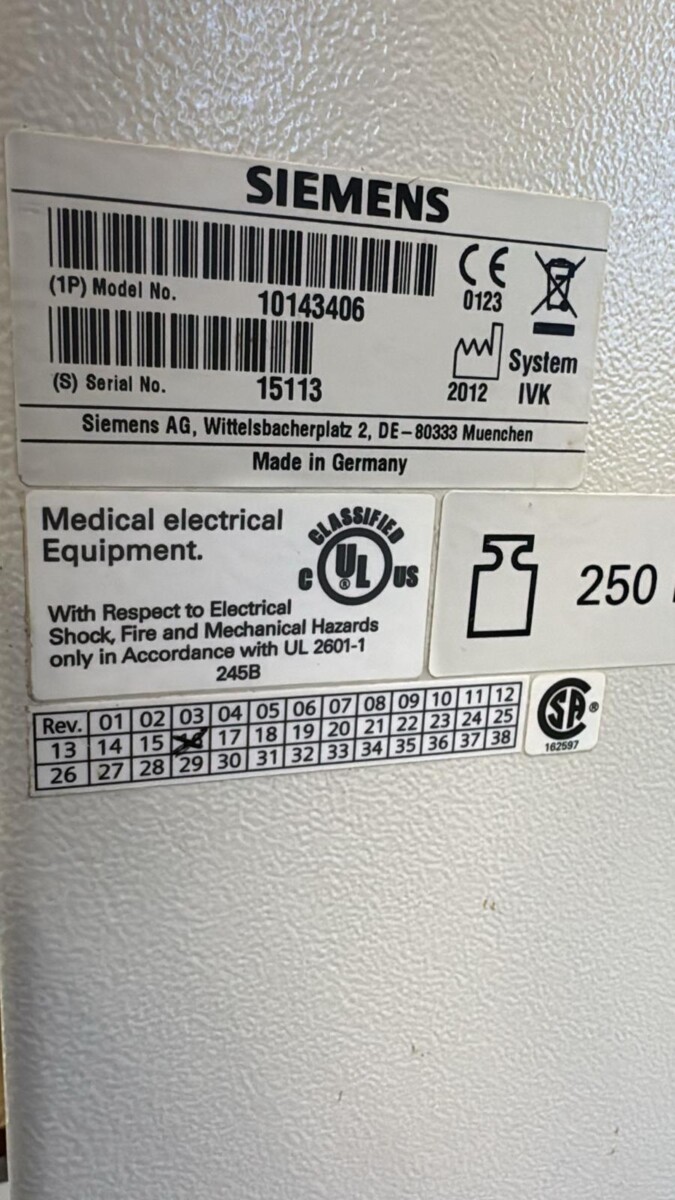 SIEMENS
(1P) Model No. 10143406
CE 0123
(S) Serial No. 15113
2012
System
IVK
Siemens AG, Wittelsbacherplatz 2, DE-80333 Muenchen
Made in Germany
Medical electrical
Equipment.
CLASSIFIED
C UL® US
With Respect to Electrical
Shock, Fire and Mechanical Hazards
only in Accordance with UL 2601-1
245B
250
Rev. 01 02 03 04 05 06 07 08 09 10 11 12
13 14 15 16 17 18 19 20 21 22 23 24 25
26 27 28 29 30 31 32 33 34 35 36 37 38
CSA®
162597